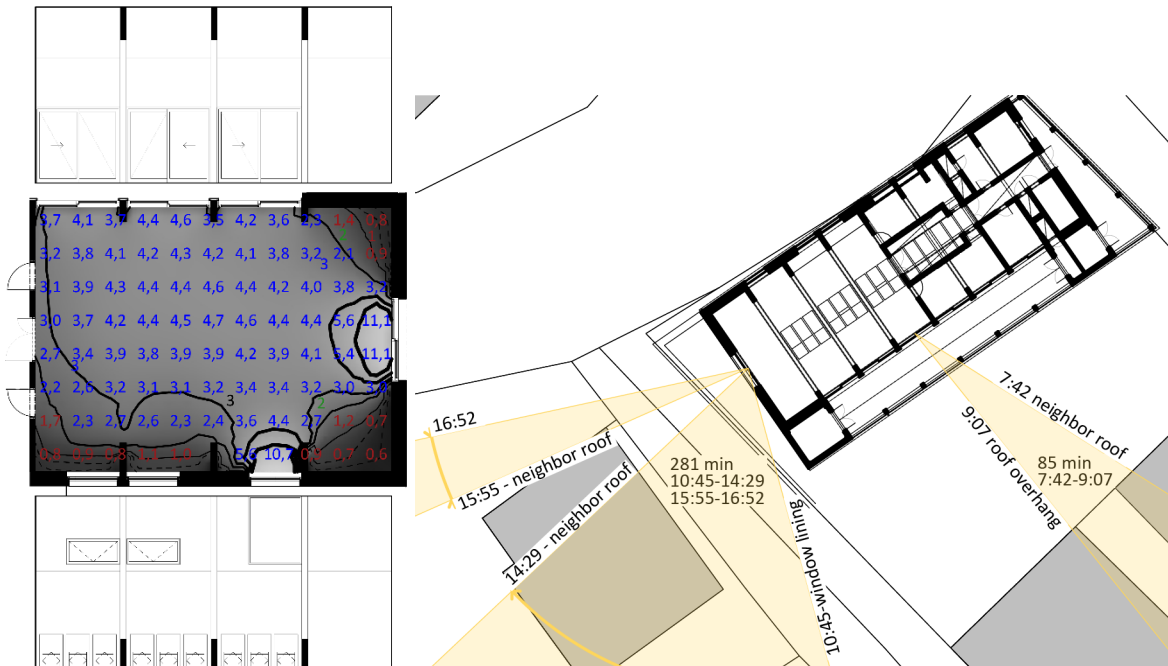 3,7 4,1 3,7 4,4 4,6 3,5 4,2 3,6 2,3 1,4 0,8
2
1
3,2 3,8 4,1 4,2 4,3 4,2 4,1 3,8 3,2 2,1 0,9
3
3,1 3,9 4,3 4,4 4,4 4,6 4,4 4,2 4,0 3,8 3,2
3,0 3,7 4,2 4,4 4,5 4,7 4,6 4,4 4,4 5,6 11,1
2,7 3,4 3,9 3,8 3,9 3,9 4,2 3,9 4,1 5,4 11,1
3
2,2 2,6 3,2 3,1 3,1 3,2 3,4 3,4 3,2 3,0
3
2
1,7 2,3 2,7 2,6 2,3 2,4 3,6 4,4 2,7 1,2 0,7
0,8 0,9 0,8 1,1 1,0 10,7 0,9 0,7 0,6
16:52
15:55 - neighbor roof
14:29 - neighbor roof
281 min
10:45-14:29
15:55-16:52
10:45-window lining
7:42 neighbor roof
9:07 roof overhang
85 min
7:42-9:07